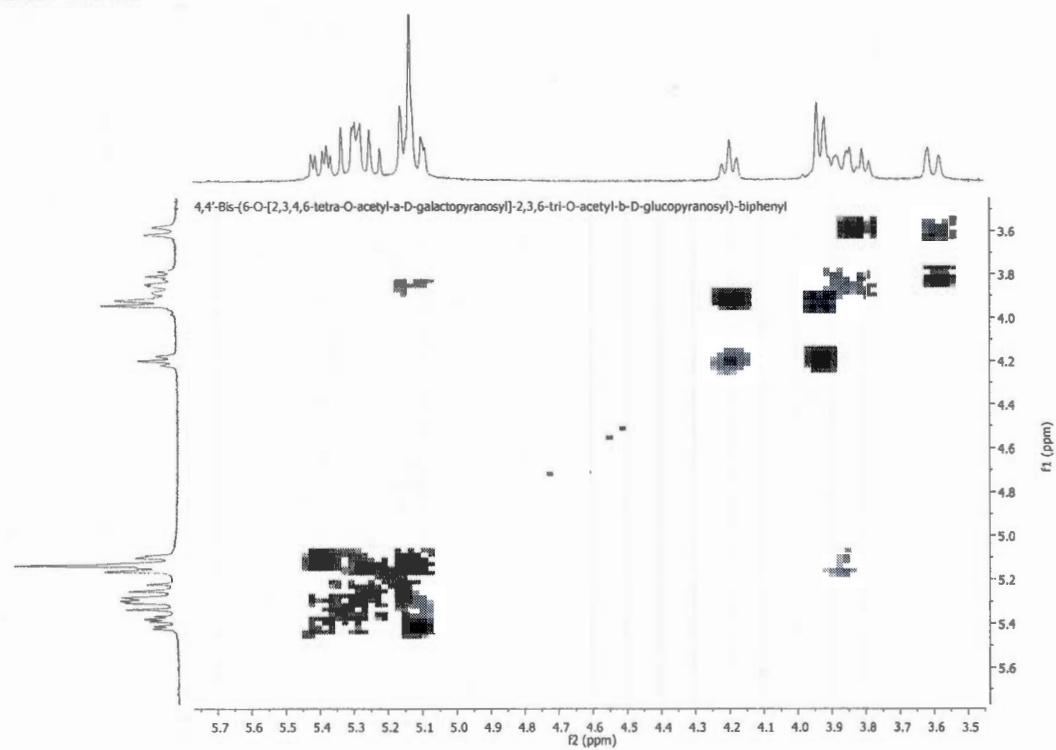 4,4'-Bis-(6-O-[2,3,4,6-tetra-O-acetyl-a-D-galactopyranosyl]-2,3,6-tri-O-acetyl-b-D-glucopyranosyl)-biphenyl
3.6
3.8
4.0
4.2
4.4
4.6
4.8
5.0
5.2
5.4
5.6
f1 (ppm)
5.7 5.6 5.5 5.4 5.3 5.2 5.1 5.0 4.9 4.8 4.7 4.6 4.5 4.4 4.3 4.2 4.1 4.0 3.9 3.8 3.7 3.6 3.5
f2 (ppm)